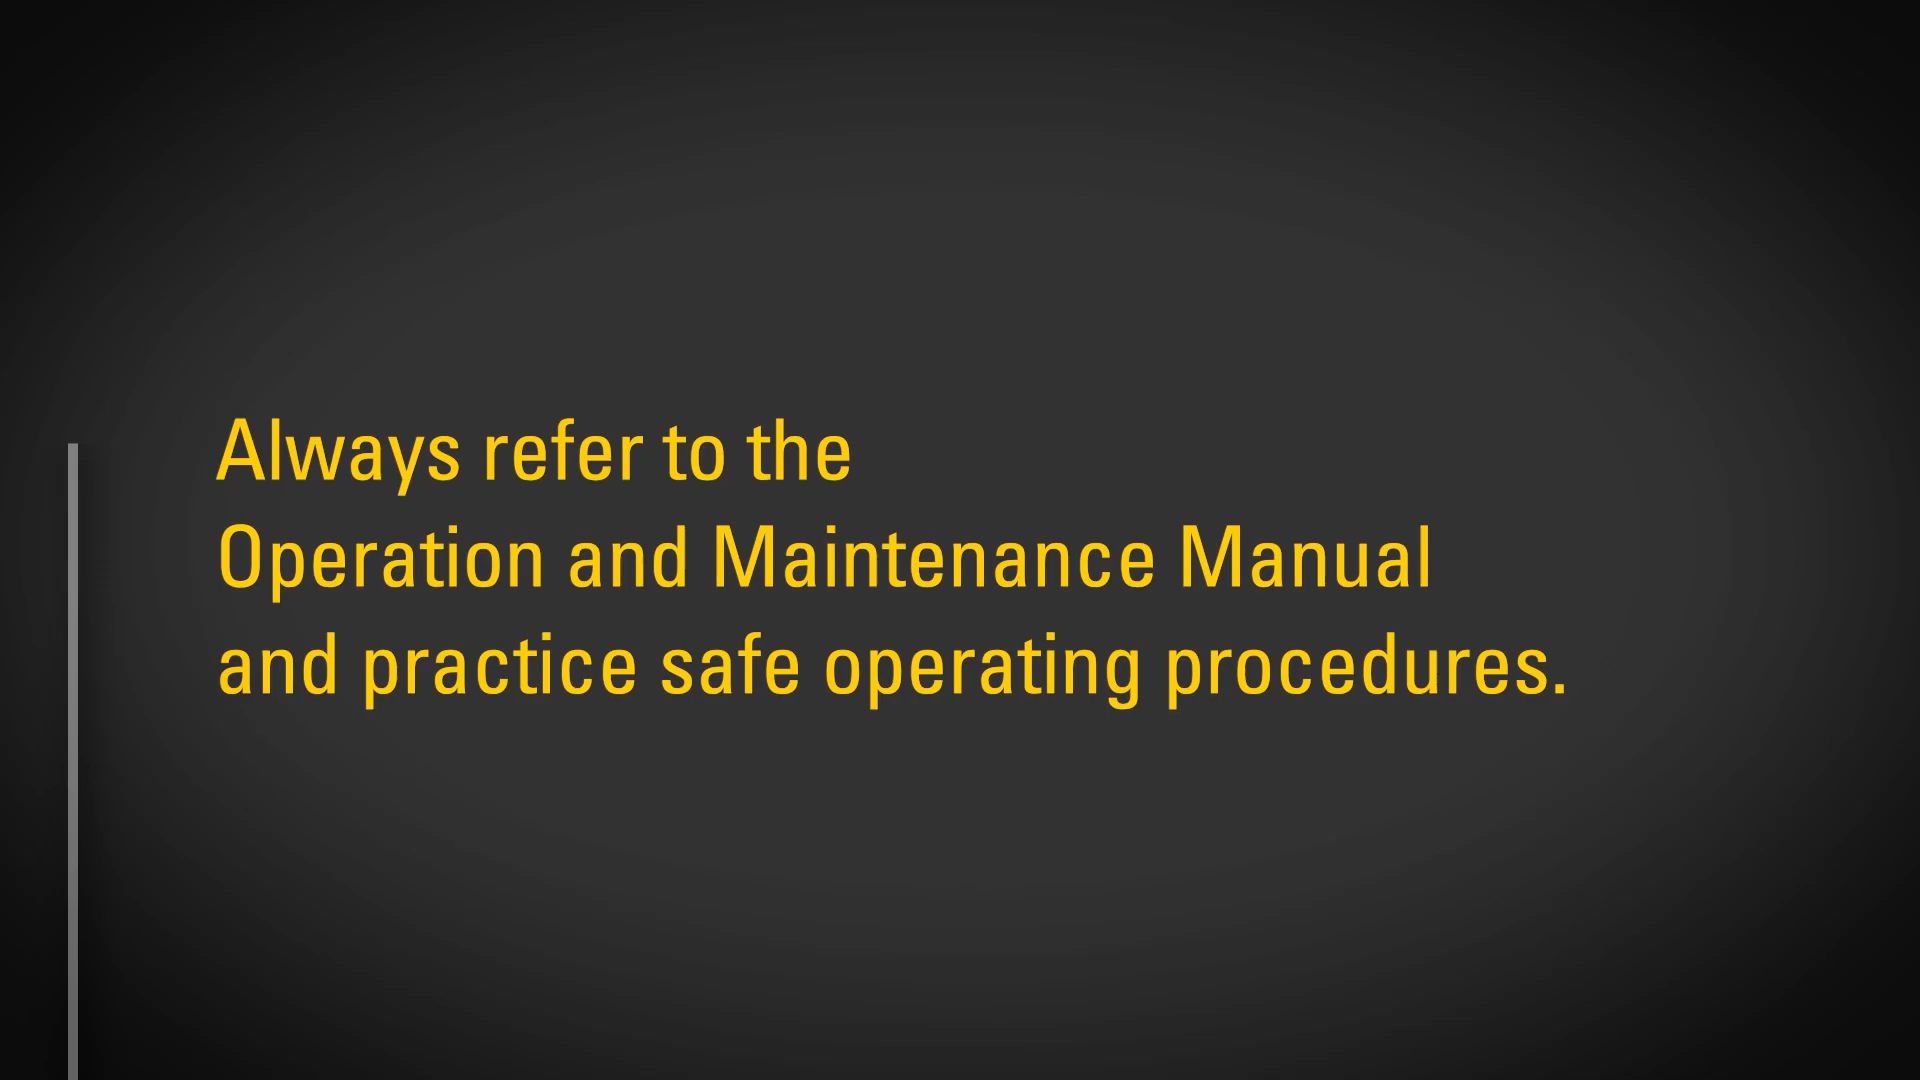 Always refer to the
Operation and Maintenance Manual
and practice safe operating procedures.